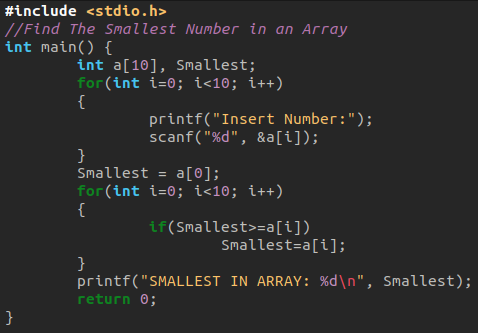 #include <stdio.h>
//Find The Smallest Number in an Array
int main() {
        int a[10], Smallest;
        for(int i=0; i<10; i++)
        {
                printf("Insert Number:");
                scanf("%d", &a[i]);
        }
        Smallest = a[0];
        for(int i=0; i<10; i++)
        {
                if(Smallest>=a[i])
                        Smallest=a[i];
        }
        printf("SMALLEST IN ARRAY: %d\n", Smallest);
        return 0;
}